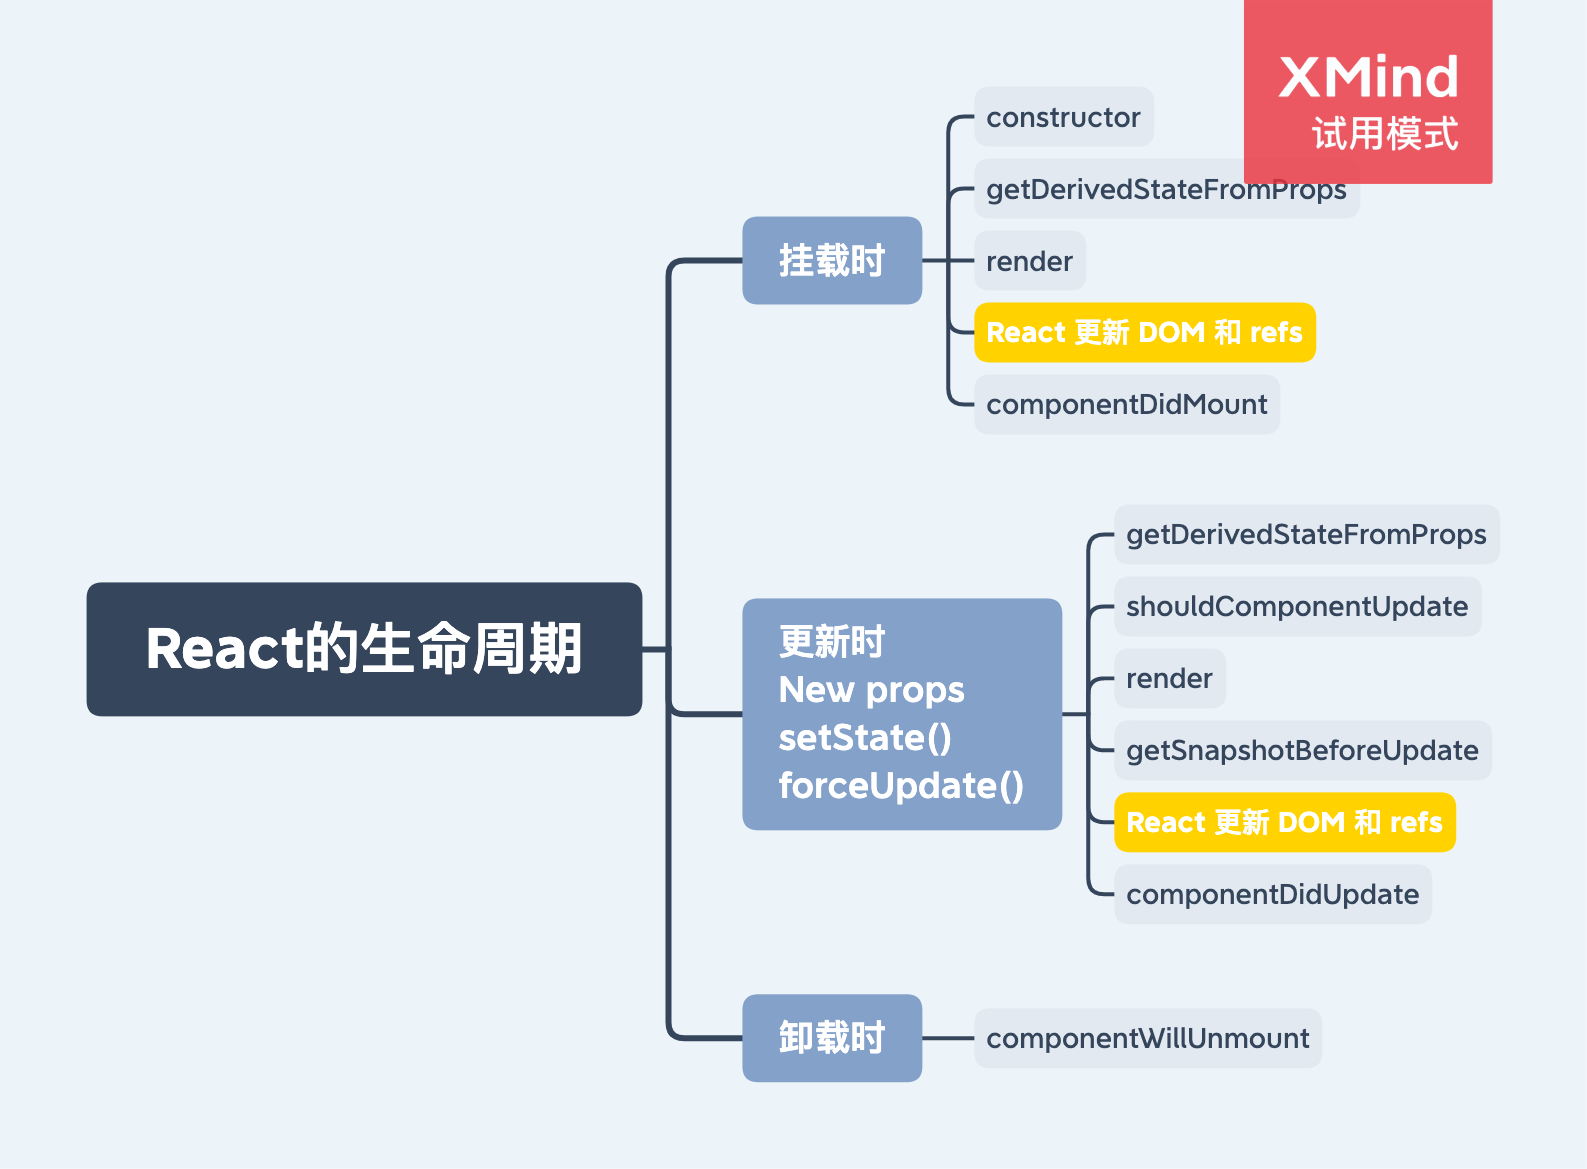 XMind
试用模式
React的生命周期
挂载时
constructor
getDerivedStateFromProps
render
React 更新 DOM 和 refs
componentDidMount
更新时
New props
setState()
forceUpdate()
getDerivedStateFromProps
shouldComponentUpdate
render
getSnapshotBeforeUpdate
React 更新 DOM 和 refs
componentDidUpdate
卸载时
componentWillUnmount